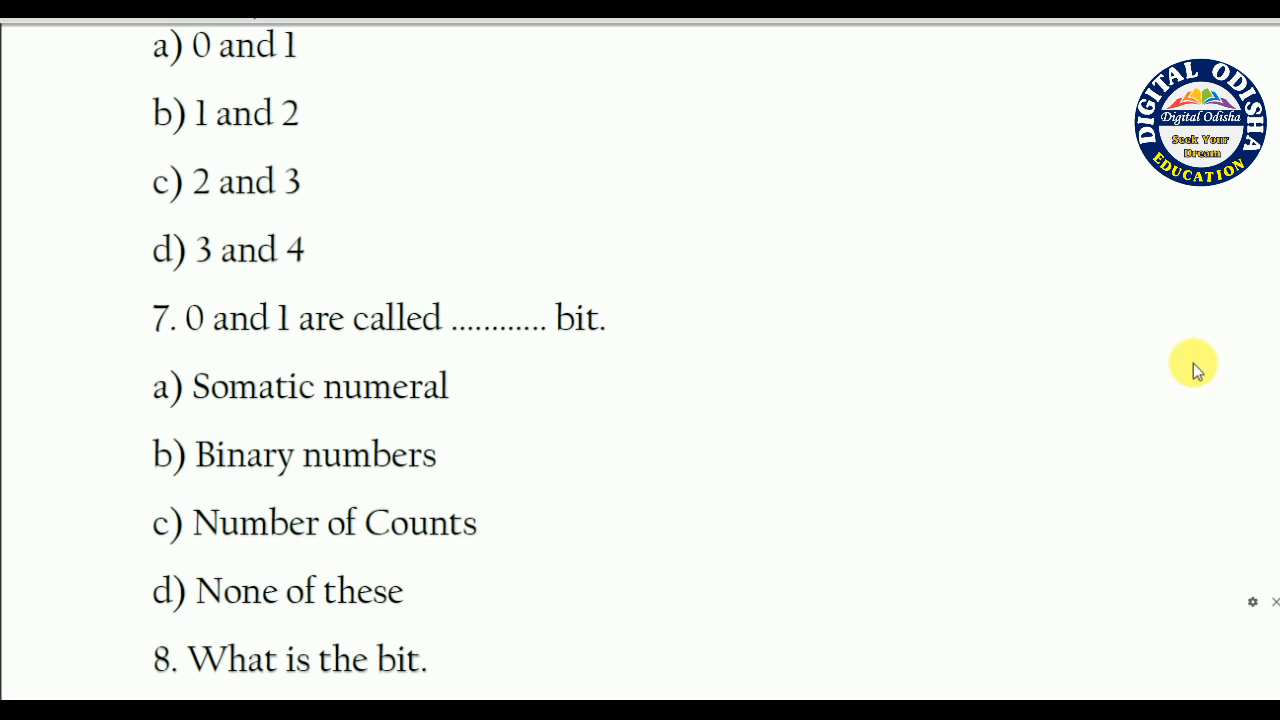 a) 0 and 1
b) 1 and 2
c) 2 and 3
d) 3 and 4
7. 0 and 1 are called ............ bit.
a) Somatic numeral
b) Binary numbers
c) Number of Counts
d) None of these
8. What is the bit.
DIGITAL ODISHA
Digital Odisha
Seek Your
Dream
EDUCATION